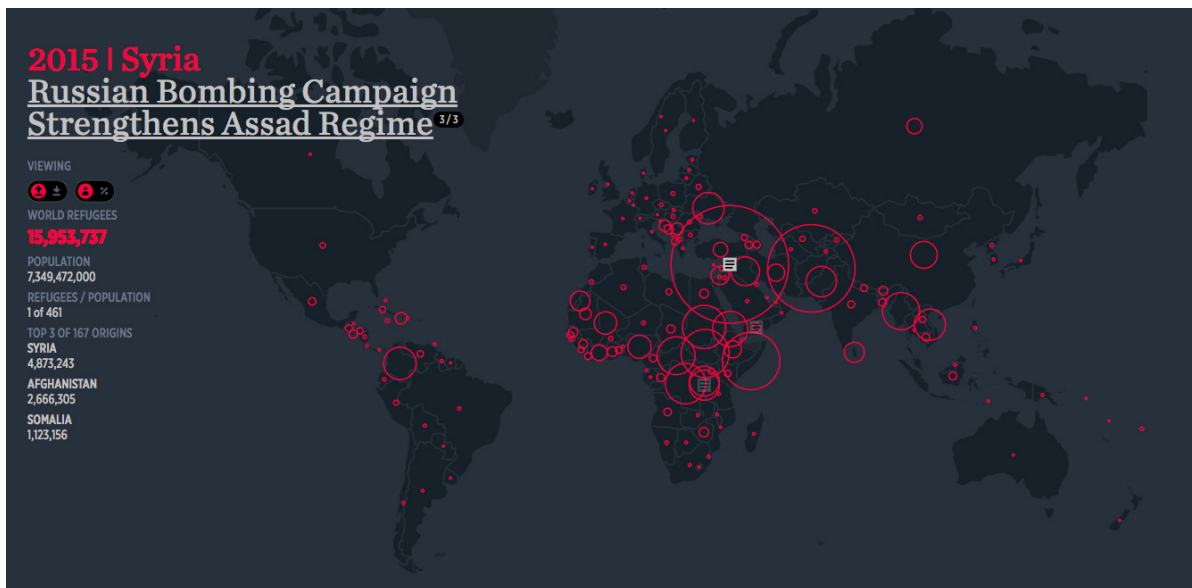 2015 | Syria
Russian Bombing Campaign
Strengthens Assad Regime 3/3
VIEWING
%
WORLD REFUGEES
15,953,737
POPULATION
7,349,472,000
REFUGEES / POPULATION
1 of 461
TOP 3 OF 167 ORIGINS
SYRIA
4,873,243
AFGHANISTAN
2,666,305
SOMALIA
1,123,156